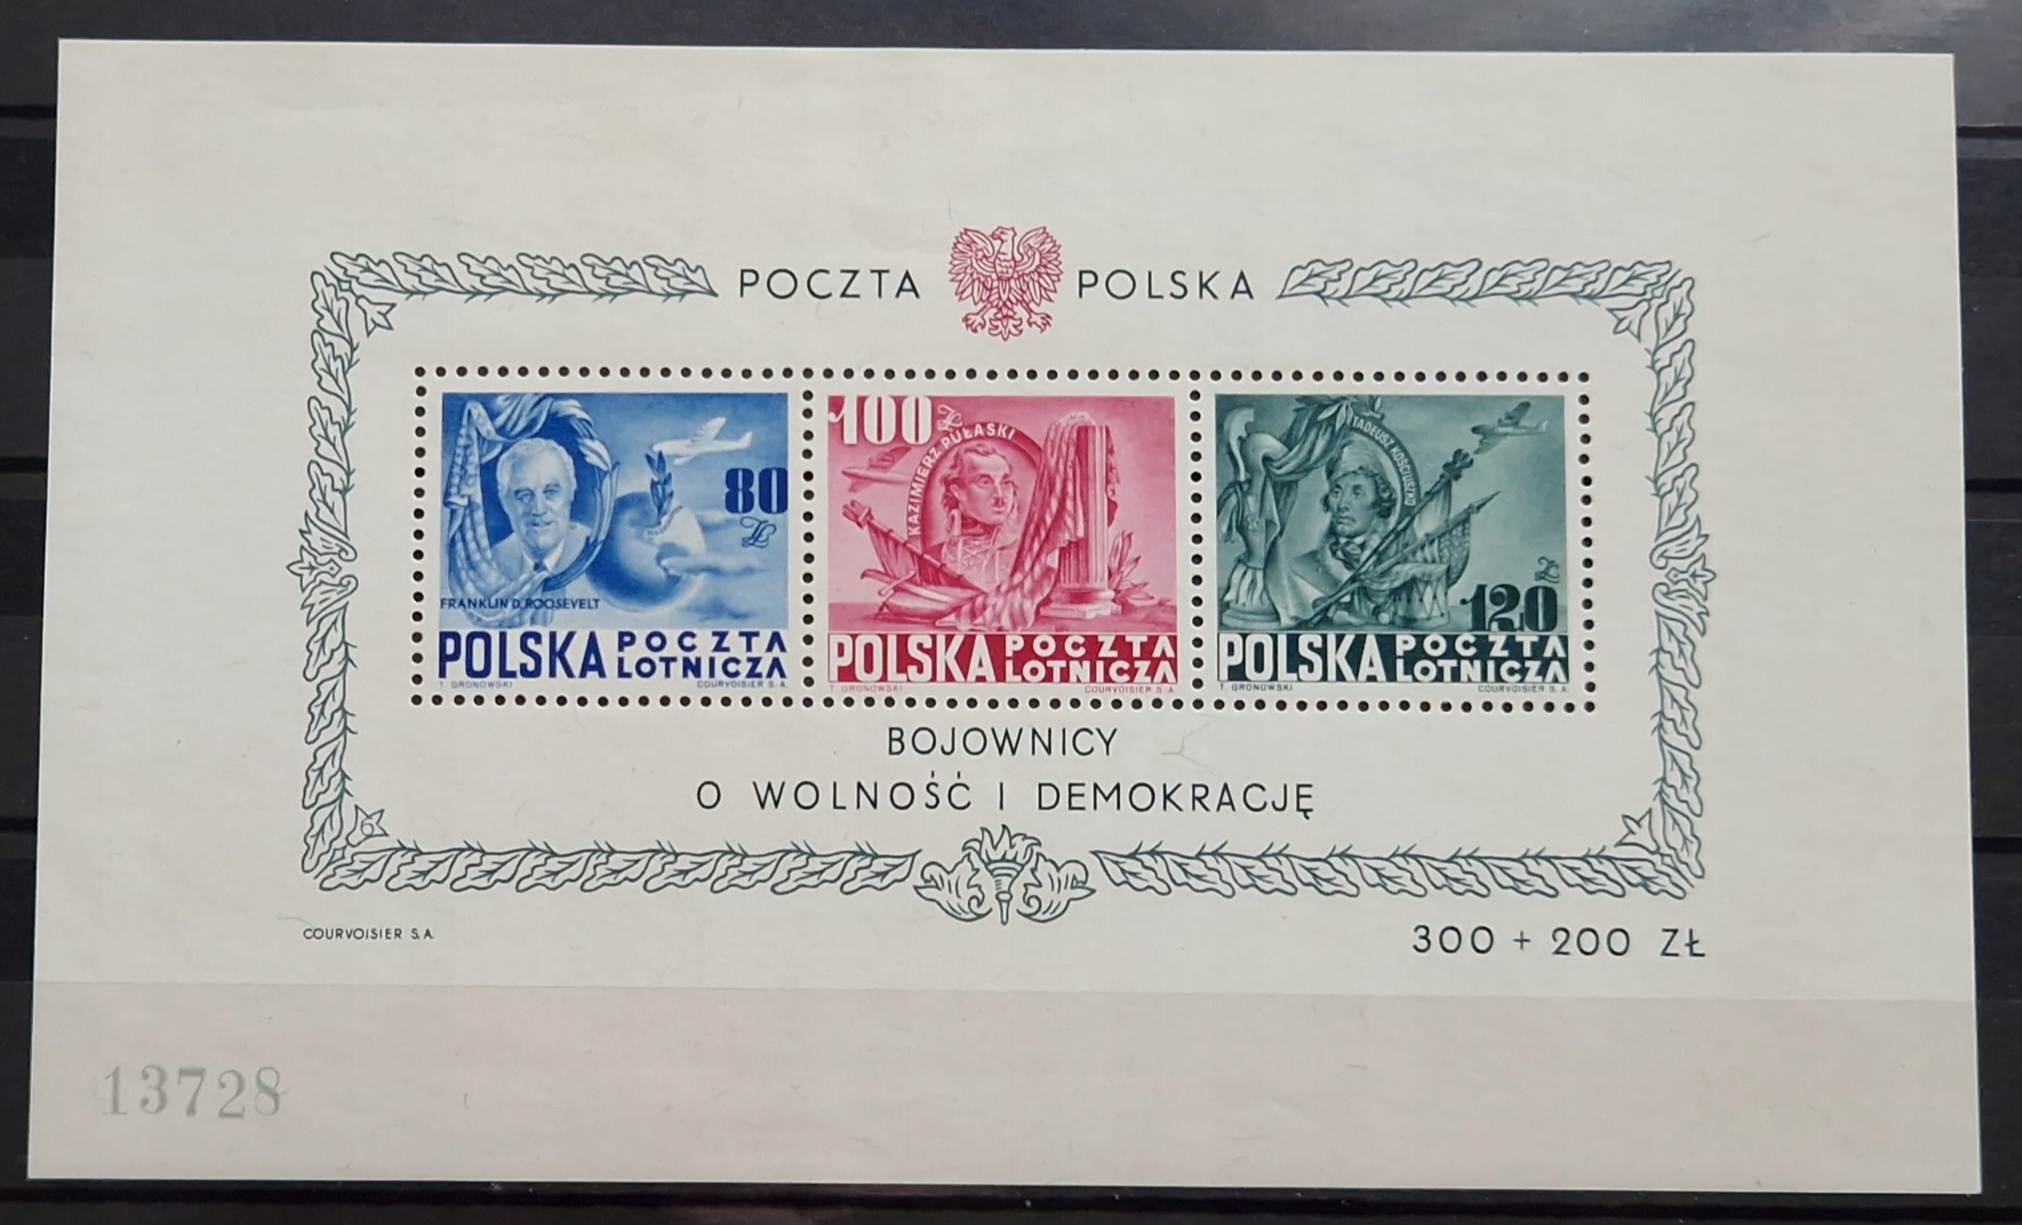 POCZTA POLSKA
80 ZŁ
FRANKLIN D. ROOSEVELT
POLSKA POCZTA LOTNICZA
T. GRONOWSKI COURVOISIER S.A.
100 ZŁ
KAZIMIERZ PUŁASKI
POLSKA POCZTA LOTNICZA
T. GRONOWSKI COURVOISIER S.A.
TADEUSZ KOŚCIUSZKO
ZŁ
120
POLSKA POCZTA LOTNICZA
T. GRONOWSKI COURVOISIER S.A.
BOJOWNICY
O WOLNOŚĆ I DEMOKRACJĘ
COURVOISIER S.A.
300 + 200 ZŁ
13728